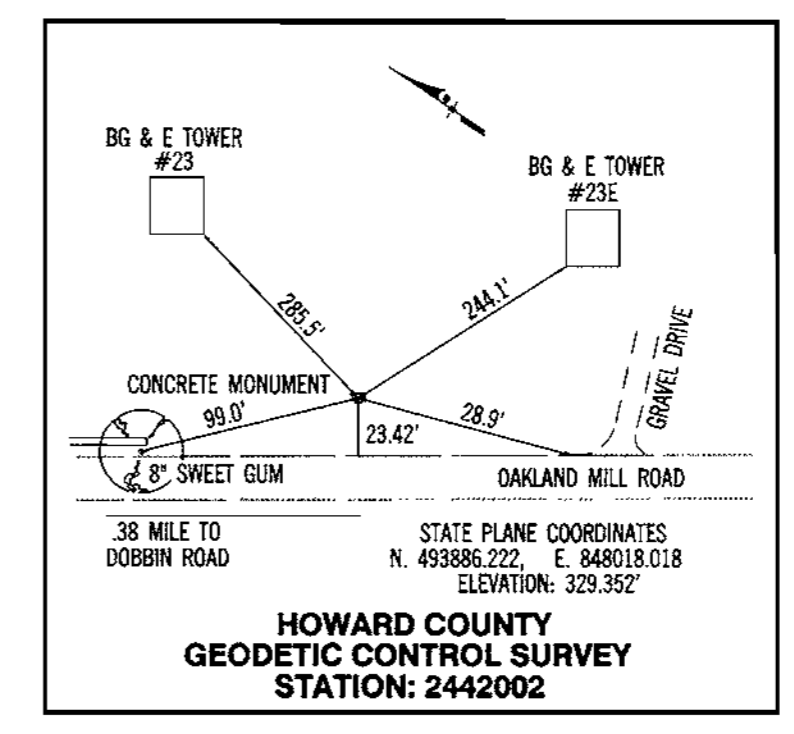 BG & E TOWER
#23
BG & E TOWER
#23E
285.5'
244.1'
GRAVEL DRIVE
CONCRETE MONUMENT
99.0'
28.9'
23.42'
8" SWEET GUM
OAKLAND MILL ROAD
.38 MILE TO
DOBBIN ROAD
STATE PLANE COORDINATES
N. 493886.222, E. 848018.018
ELEVATION: 329.352'
HOWARD COUNTY
GEODETIC CONTROL SURVEY
STATION: 2442002